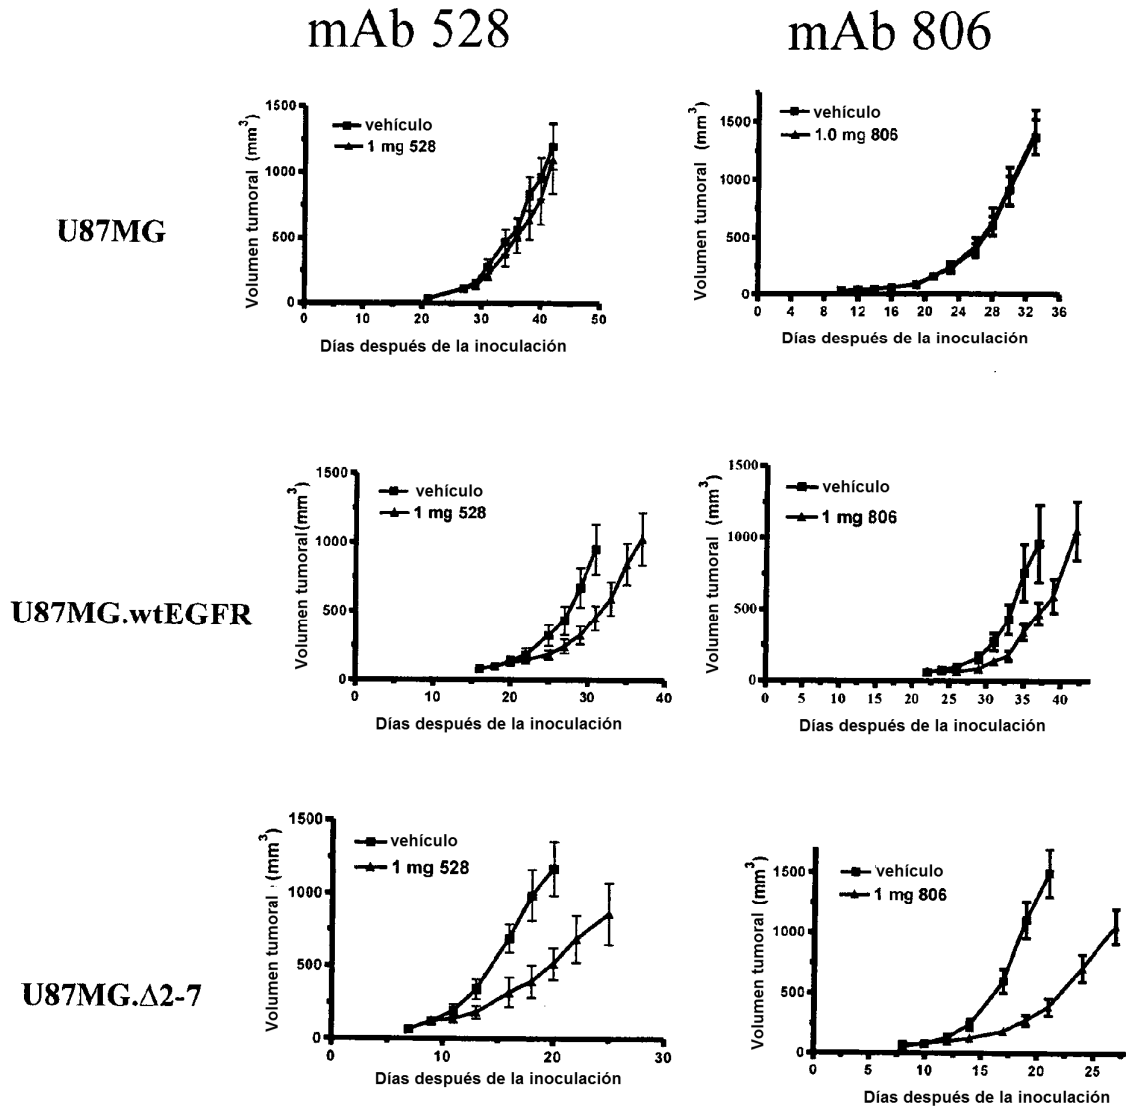 mAb 528
mAb 806
U87MG
Volumen tumoral (mm³)
1500
1000
500
0
vehículo
1 mg 528
0 10 20 30 40 50
Días después de la inoculación
Volumen tumoral (mm³)
1500
1000
500
0
vehículo
1.0 mg 806
0 4 8 12 16 20 24 28 32 36
Días después de la inoculación
U87MG.wtEGFR
Volumen tumoral(mm³)
1500
1000
500
0
vehículo
1 mg 528
0 10 20 30 40
Días después de la inoculación
Volumen tumoral (mm³)
1500
1000
500
0
vehículo
1 mg 806
0 5 10 15 10 15 20 25 30 35 40
Días después de la inoculación
U87MG.Δ2-7
Volumen tumoral (mm³)
1500
1000
500
0
vehículo
1 mg 528
0 10 20 30
Días después de la inoculación
Volumen tumoral (mm³)
1500
1000
500
0
vehículo
1 mg 806
0 5 10 15 20 25
Días después de la inoculación